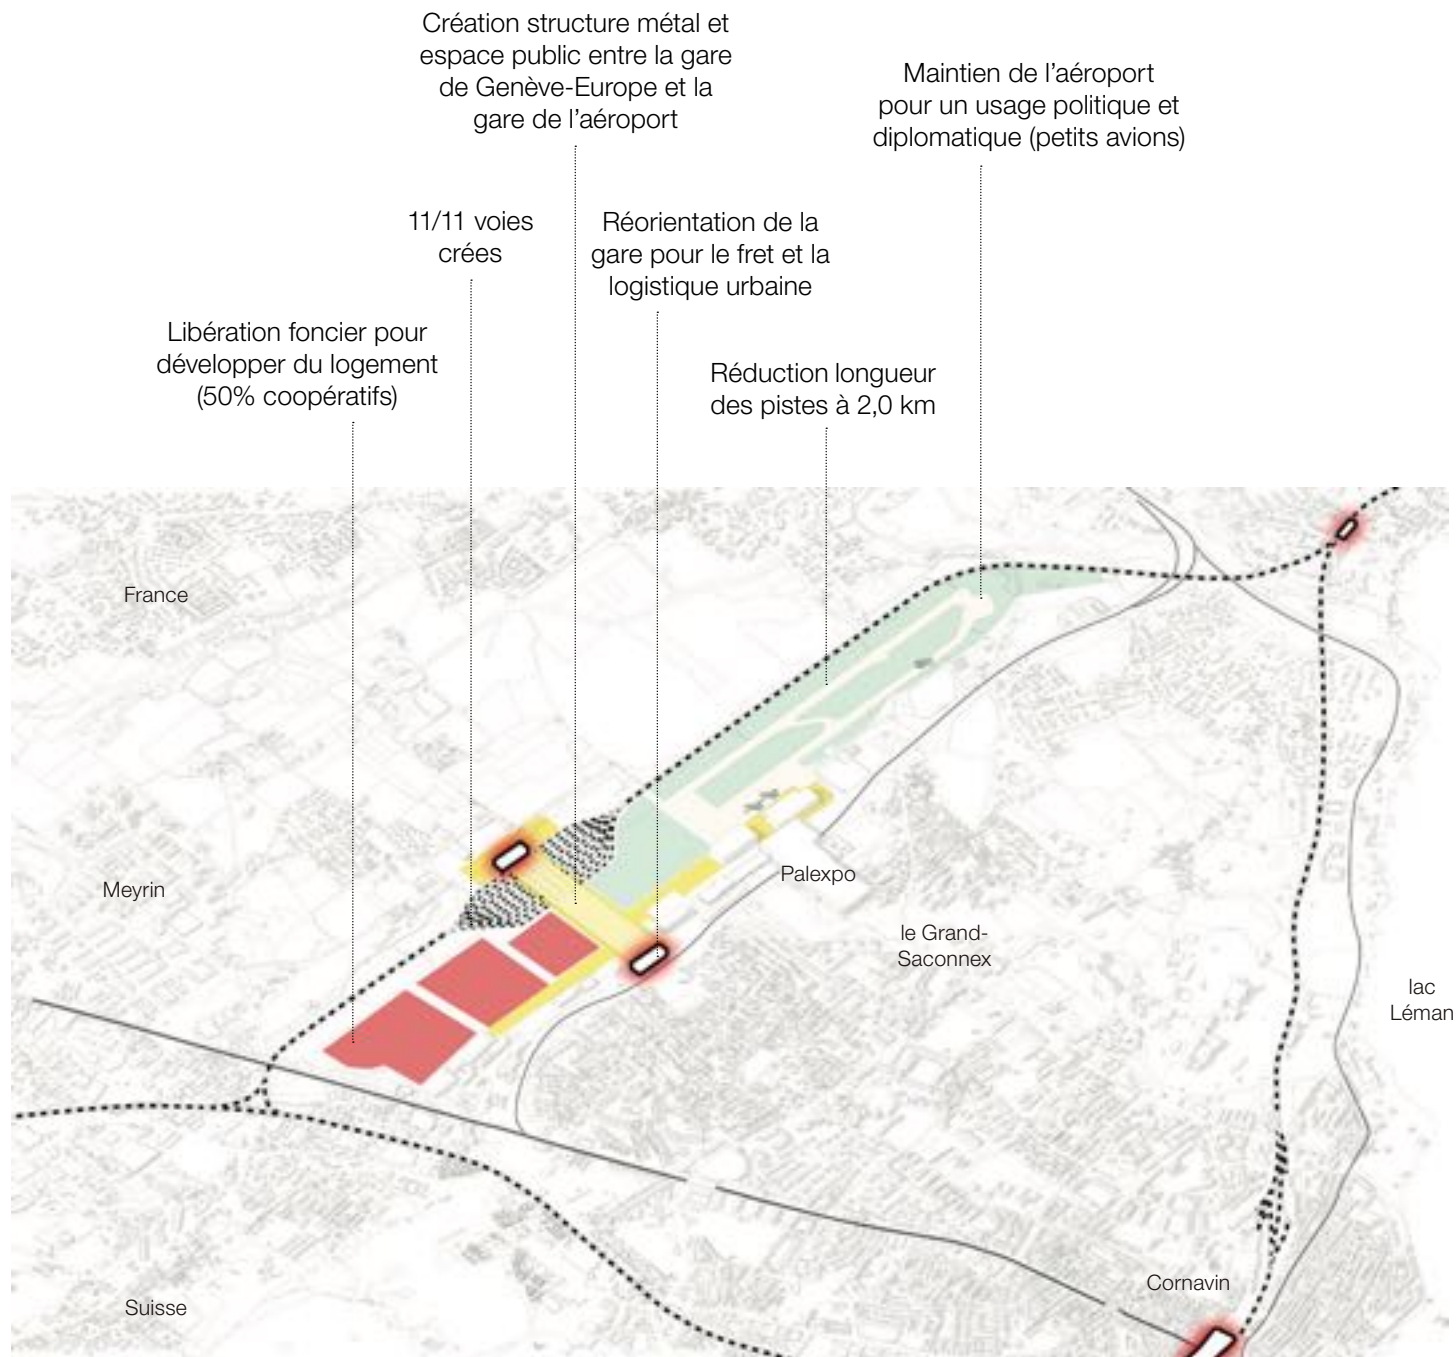 Création structure métal et
espace public entre la gare
de Genève-Europe et la
gare de l'aéroport
Maintien de l'aéroport
pour un usage politique et
diplomatique (petits avions)
11/11 voies
crées
Réorientation de la
gare pour le fret et la
logistique urbaine
Libération foncier pour
développer du logement
(50% coopératifs)
Réduction longueur
des pistes à 2,0 km
France
Meyrin
Palexpo
le Grand-
Saconnex
lac
Léman
Cornavin
Suisse